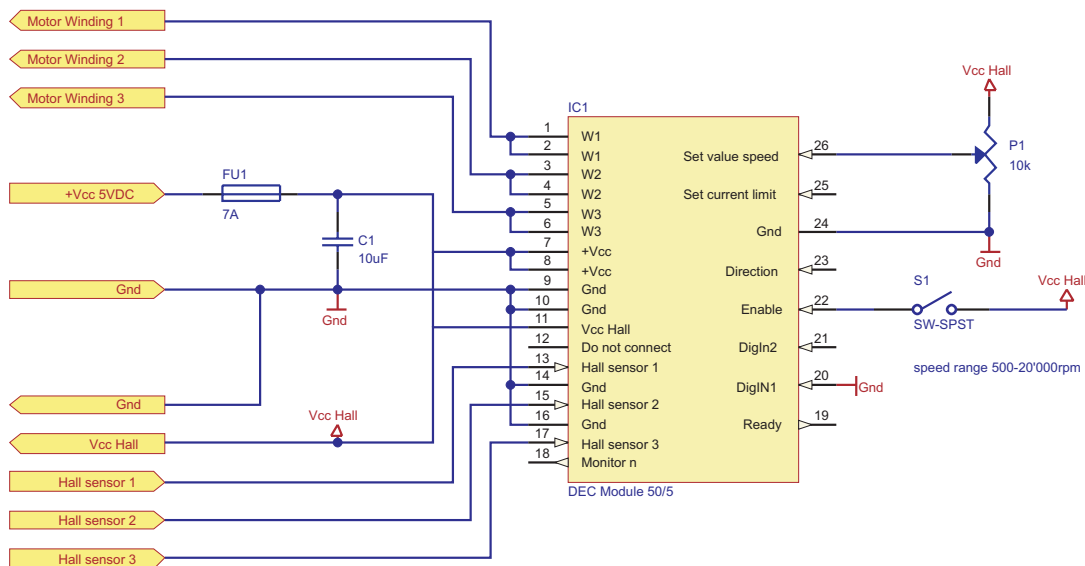 Motor Winding 1
Motor Winding 2
Motor Winding 3
+Vcc 5VDC
FU1
7A
C1
10uF
Gnd
Gnd
Gnd
Vcc Hall
Vcc Hall
Hall sensor 1
Hall sensor 2
Hall sensor 3
IC1
1 W1
2 W1
3 W2
4 W2
5 W3
6 W3
7 +Vcc
8 +Vcc
9 Gnd
10 Gnd
11 Vcc Hall
12 Do not connect
13 Hall sensor 1
14 Gnd
15 Hall sensor 2
16 Gnd
17 Hall sensor 3
18 Monitor n
Set value speed 26
Set current limit 25
Gnd 24
Direction 23
Enable 22
DigIn2 21
DigIN1 20
Ready 19
DEC Module 50/5
Vcc Hall
P1
10k
Gnd
S1
SW-SPST
Vcc Hall
speed range 500-20'000rpm
Gnd